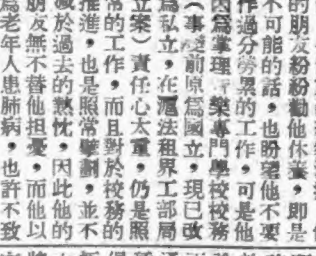 的朋友紛紛勸他休養，即是
不可能的話，也盼望他不要
作過分勞累的工作，可是他
因爲掌理樂專門學校校務
（事變前原爲國立，現已改
爲私立，在滬法租界工部局
立案）責任心太重，仍是照
常的工作，而且對於校務的
推進，也是照常擘劃，並不
減於過去的熱忱，因此他的
朋友無不替他担憂，而他以
爲老年人患肺病，也許不致